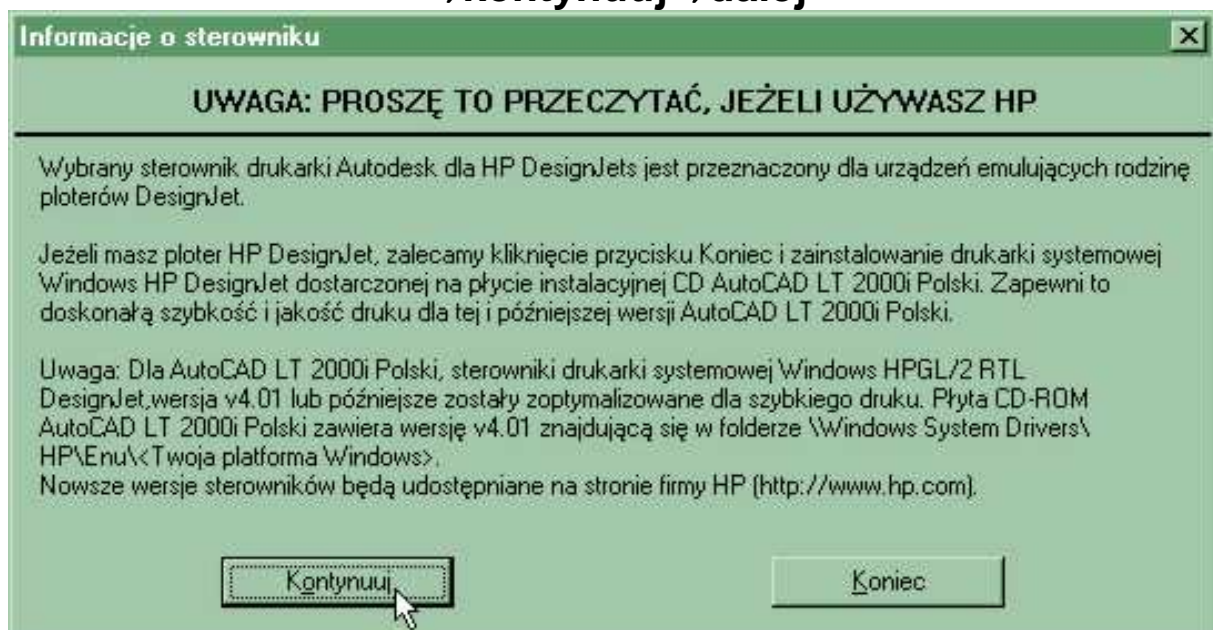 „Kontynuuj", dalej
Informacje o sterowniku
UWAGA: PROSZĘ TO PRZECZYTAĆ, JEŻELI UŻYWASZ HP
Wybrany sterownik drukarki Autodesk dla HP DesignJets jest przeznaczony dla urządzeń emulujących rodzinę
ploterów DesignJet.
Jeżeli masz ploter HP DesignJet, zalecamy kliknięcie przycisku Koniec i zainstalowanie drukarki systemowej
Windows HP DesignJet dostarczonej na płycie instalacyjnej CD AutoCAD LT 2000i Polski. Zapewni to
doskonałą szybkość i jakość druku dla tej i późniejszej wersji AutoCAD LT 2000i Polski.
Uwaga: Dla AutoCAD LT 2000i Polski, sterowniki drukarki systemowej Windows HPGL/2 RTL
DesignJet,wersja v4.01 lub późniejsze zostały zoptymalizowane dla szybkiego druku. Płyta CD-ROM
AutoCAD LT 2000i Polski zawiera wersję v4.01 znajdującą się w folderze \Windows System Drivers\
HP\Enu\<Twoja platforma Windows>.
Nowsze wersje sterowników będą udostępniane na stronie firmy HP (http://www.hp.com).
Kontynuuj
Koniec